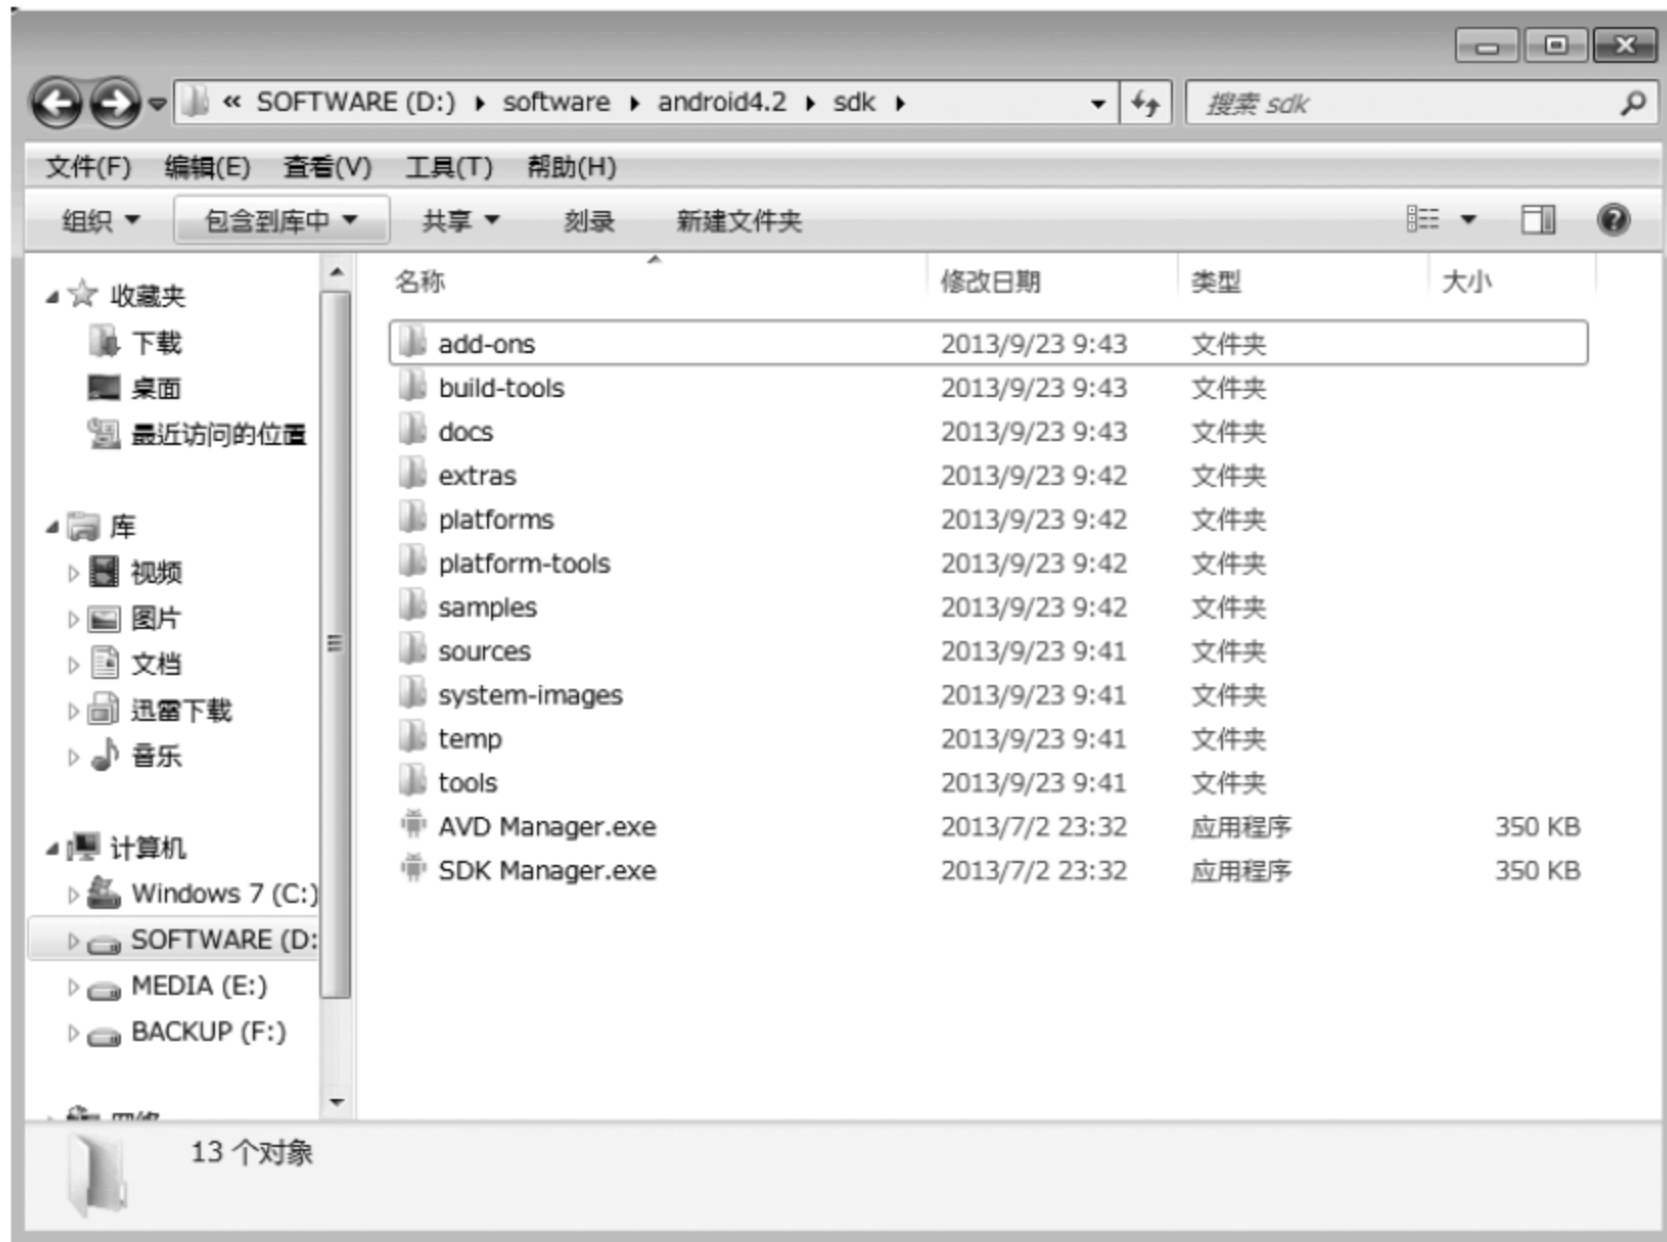 « SOFTWARE (D:) ▸ software ▸ android4.2 ▸ sdk ▸ 搜索 sdk
文件(F) 编辑(E) 查看(V) 工具(T) 帮助(H)
组织 包含到库中 共享 刻录 新建文件夹
收藏夹
下载
桌面
最近访问的位置
库
视频
图片
文档
迅雷下载
音乐
计算机
Windows 7 (C:)
SOFTWARE (D:
MEDIA (E:)
BACKUP (F:)
名称 修改日期 类型 大小
add-ons 2013/9/23 9:43 文件夹
build-tools 2013/9/23 9:43 文件夹
docs 2013/9/23 9:43 文件夹
extras 2013/9/23 9:42 文件夹
platforms 2013/9/23 9:42 文件夹
platform-tools 2013/9/23 9:42 文件夹
samples 2013/9/23 9:42 文件夹
sources 2013/9/23 9:41 文件夹
system-images 2013/9/23 9:41 文件夹
temp 2013/9/23 9:41 文件夹
tools 2013/9/23 9:41 文件夹
AVD Manager.exe 2013/7/2 23:32 应用程序 350 KB
SDK Manager.exe 2013/7/2 23:32 应用程序 350 KB
13 个对象